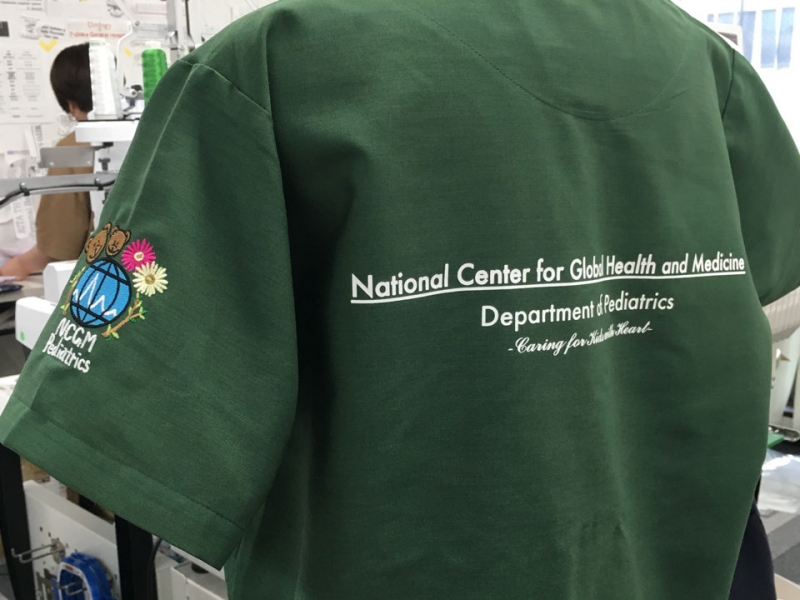 National Center for Global Health and Medicine
Department of Pediatrics
-Caring for Kids with Heart-
NCGM
Pediatrics